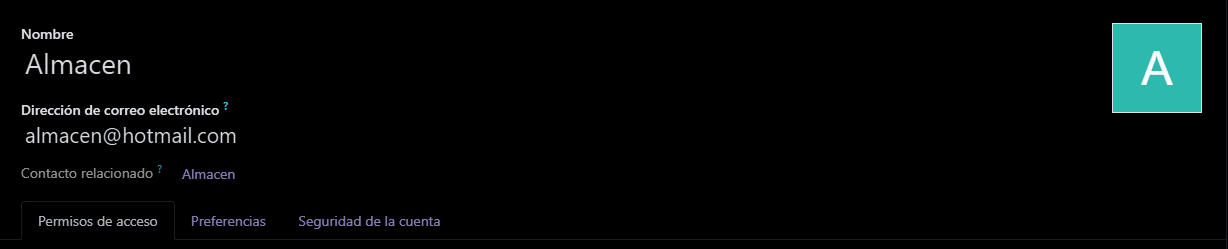 Nombre
Almacen
A
Dirección de correo electrónico ?
almacen@hotmail.com
Contacto relacionado ? Almacen
Permisos de acceso Preferencias Seguridad de la cuenta